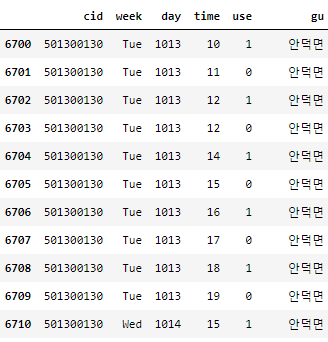 cid week day time use gu
6700 501300130 Tue 1013 10 1 안덕면
6701 501300130 Tue 1013 11 0 안덕면
6702 501300130 Tue 1013 12 1 안덕면
6703 501300130 Tue 1013 12 0 안덕면
6704 501300130 Tue 1013 14 1 안덕면
6705 501300130 Tue 1013 15 0 안덕면
6706 501300130 Tue 1013 16 1 안덕면
6707 501300130 Tue 1013 17 0 안덕면
6708 501300130 Tue 1013 18 1 안덕면
6709 501300130 Tue 1013 19 0 안덕면
6710 501300130 Wed 1014 15 1 안덕면